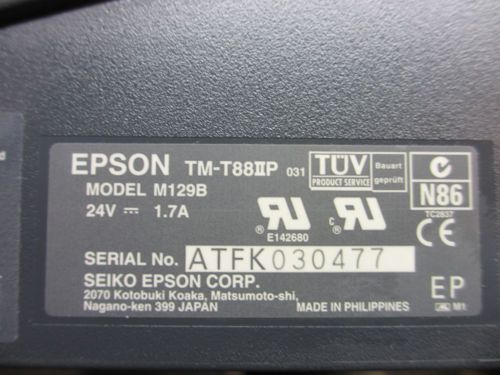 EPSON TM-T88IIP 031
MODEL M129B
24V 1.7A
TÜV
PRODUCT SERVICE
Bauart
geprüft
N86
TC2837
E142680
CE
SERIAL No. ATFK030477
SEIKO EPSON CORP.
2070 Kotobuki Koaka, Matsumoto-shi,
Nagano-ken 399 JAPAN
MADE IN PHILIPPINES
EP
M1